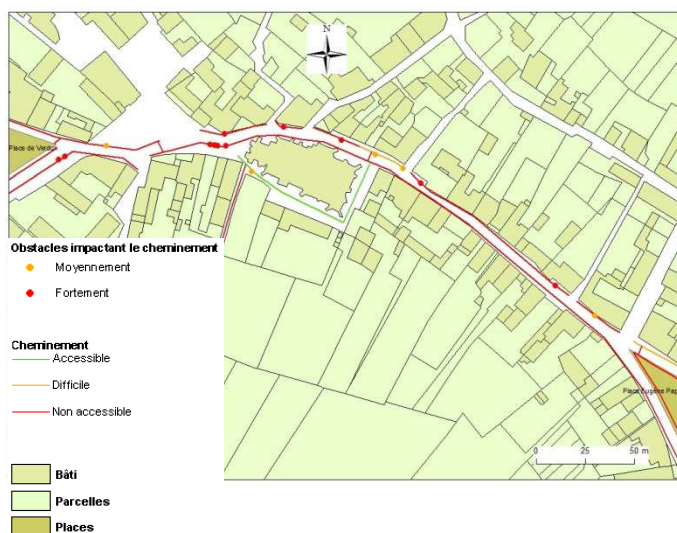 N
Place de Verdun
Obstacles impactant le cheminement
Moyennement
Fortement
Cheminement
Accessible
Difficile
Non accessible
Place Eugène Pap
0 25 50 m
Bâti
Parcelles
Places